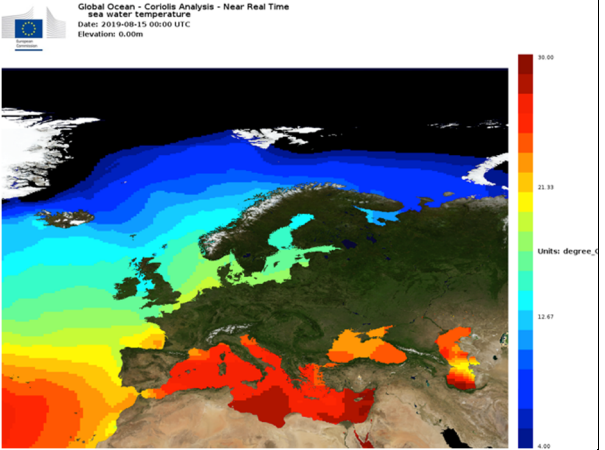 Global Ocean - Coriolis Analysis - Near Real Time
sea water temperature
Date: 2019-08-15 00:00 UTC
Elevation: 0.00m
European
Commission
30.00
21.33
Units: degree_C
12.67
4.00